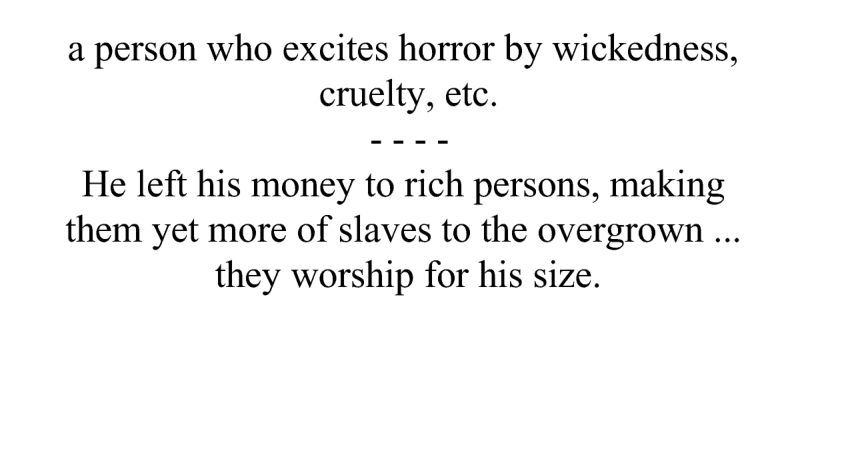 a person who excites horror by wickedness,
cruelty, etc.
- - - -
He left his money to rich persons, making
them yet more of slaves to the overgrown ...
they worship for his size.